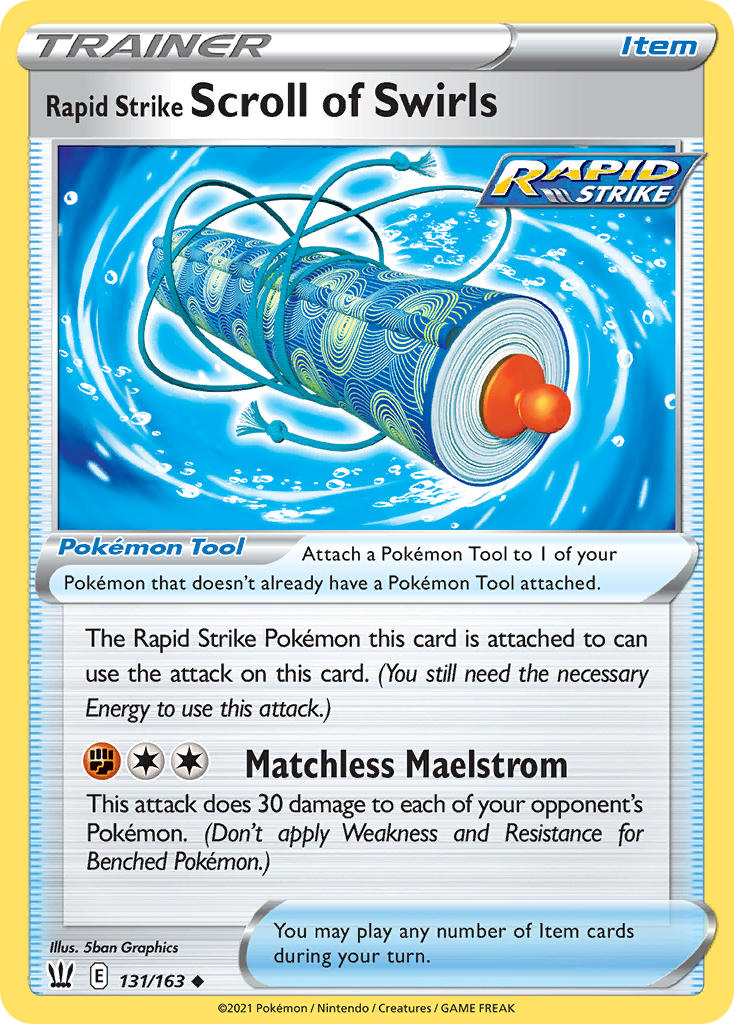 TRAINER
Item
Rapid Strike Scroll of Swirls
RAPID
STRIKE
Pokémon Tool
Attach a Pokémon Tool to 1 of your
Pokémon that doesn't already have a Pokémon Tool attached.
The Rapid Strike Pokémon this card is attached to can
use the attack on this card. (You still need the necessary
Energy to use this attack.)
Matchless Maelstrom
This attack does 30 damage to each of your opponent's
Pokémon. (Don't apply Weakness and Resistance for
Benched Pokémon.)
You may play any number of Item cards
during your turn.
Illus. 5ban Graphics
E 131/163 ◆
©2021 Pokémon / Nintendo / Creatures / GAME FREAK